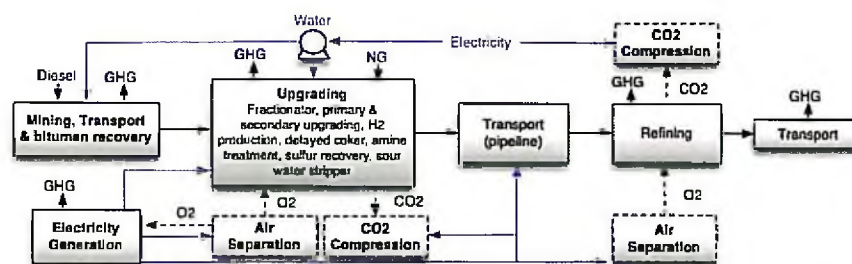 Water
CO2
Compression
Electricity
Diesel
GHG
GHG
NG
GHG
CO2
GHG
Mining, Transport
& bitumen recovery
Upgrading
Fractionator, primary &
secondary upgrading, H2
production, delayed coker, amine
treatment, sulfur recovery, sour
water stripper
Transport
(pipeline)
Refining
Transport
GHG
O2
O2
CO2
O2
Electricity
Generation
Air
Separation
CO2
Compression
Air
Separation